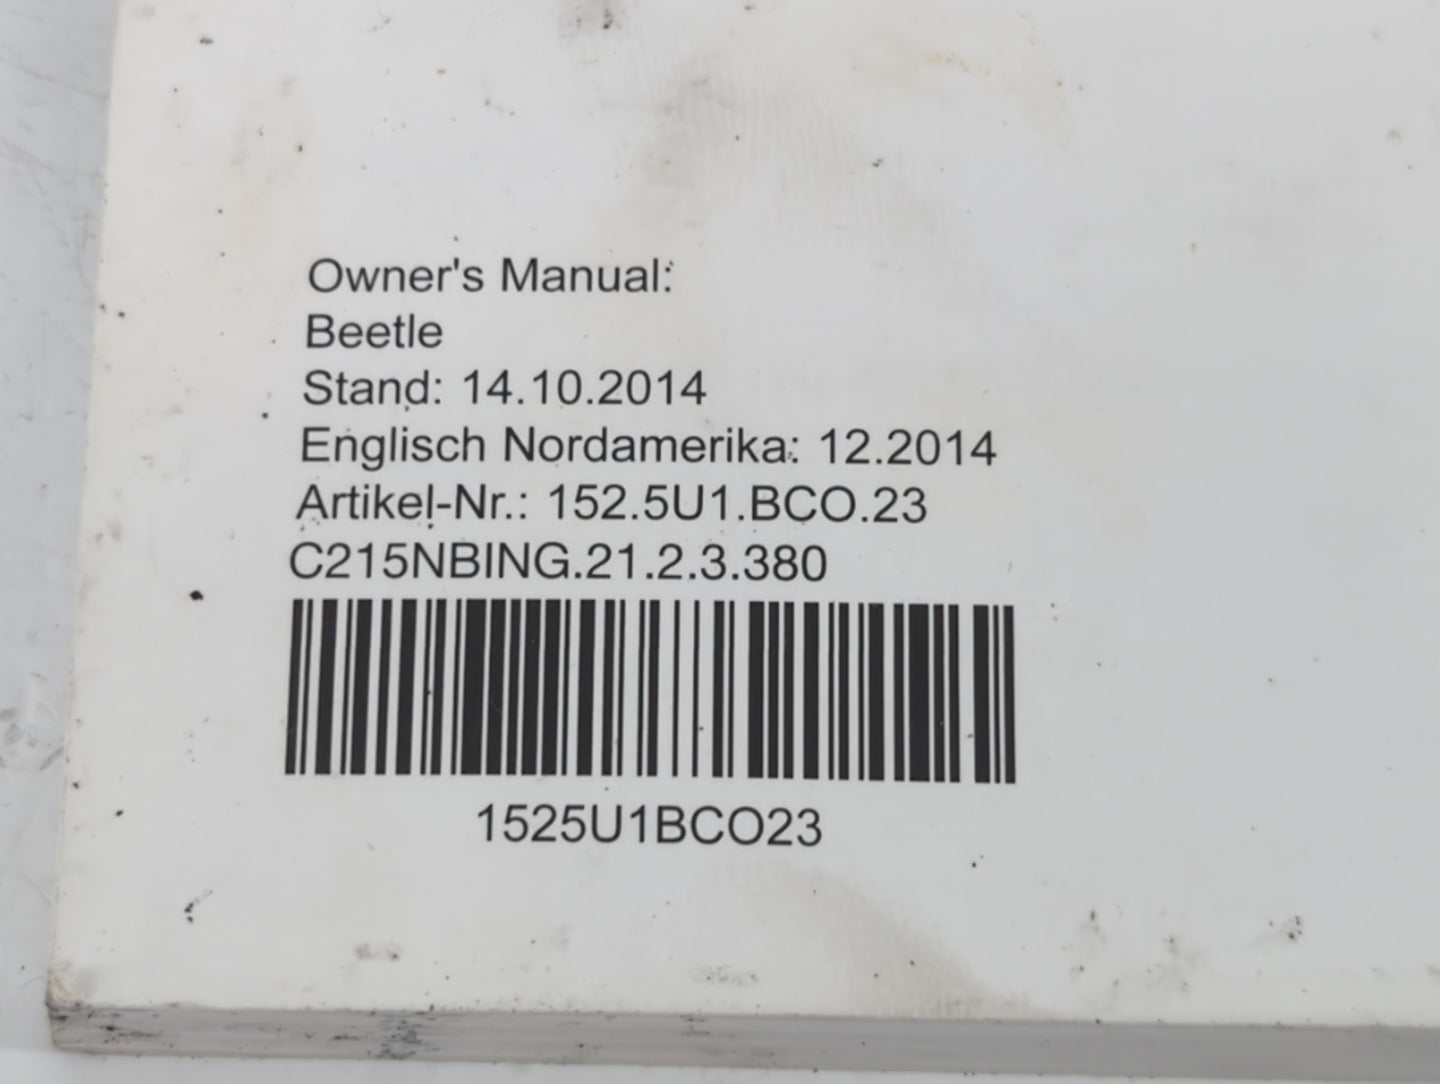 Owner's Manual:
Beetle
Stand: 14.10.2014
Englisch Nordamerika: 12.2014
Artikel-Nr.: 152.5U1.BCO.23
C215NBING.21.2.3.380
1525U1BCO23